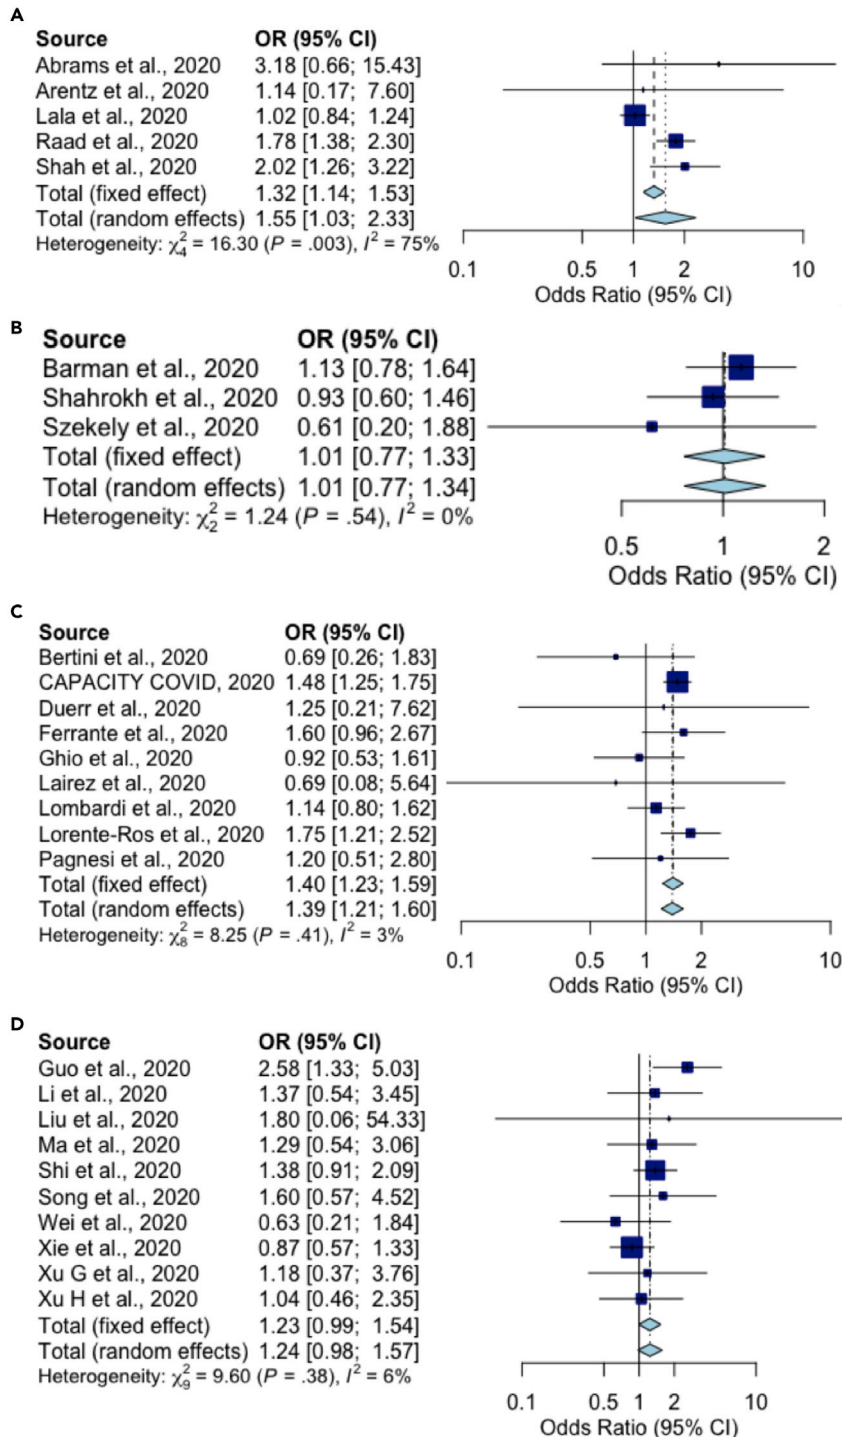 A
Source OR (95% CI)
Abrams et al., 2020 3.18 [0.66; 15.43]
Arentz et al., 2020 1.14 [0.17; 7.60]
Lala et al., 2020 1.02 [0.84; 1.24]
Raad et al., 2020 1.78 [1.38; 2.30]
Shah et al., 2020 2.02 [1.26; 3.22]
Total (fixed effect) 1.32 [1.14; 1.53]
Total (random effects) 1.55 [1.03; 2.33]
Heterogeneity: χ²₄ = 16.30 (P = .003), I² = 75%
0.1 0.5 1 2 10
Odds Ratio (95% CI)
B
Source OR (95% CI)
Barman et al., 2020 1.13 [0.78; 1.64]
Shahrokh et al., 2020 0.93 [0.60; 1.46]
Szekely et al., 2020 0.61 [0.20; 1.88]
Total (fixed effect) 1.01 [0.77; 1.33]
Total (random effects) 1.01 [0.77; 1.34]
Heterogeneity: χ²₂ = 1.24 (P = .54), I² = 0%
0.5 1 2
Odds Ratio (95% CI)
C
Source OR (95% CI)
Bertini et al., 2020 0.69 [0.26; 1.83]
CAPACITY COVID, 2020 1.48 [1.25; 1.75]
Duerr et al., 2020 1.25 [0.21; 7.62]
Ferrante et al., 2020 1.60 [0.96; 2.67]
Ghio et al., 2020 0.92 [0.53; 1.61]
Lairez et al., 2020 0.69 [0.08; 5.64]
Lombardi et al., 2020 1.14 [0.80; 1.62]
Lorente-Ros et al., 2020 1.75 [1.21; 2.52]
Pagnesi et al., 2020 1.20 [0.51; 2.80]
Total (fixed effect) 1.40 [1.23; 1.59]
Total (random effects) 1.39 [1.21; 1.60]
Heterogeneity: χ²₈ = 8.25 (P = .41), I² = 3%
0.1 0.5 1 2 10
Odds Ratio (95% CI)
D
Source OR (95% CI)
Guo et al., 2020 2.58 [1.33; 5.03]
Li et al., 2020 1.37 [0.54; 3.45]
Liu et al., 2020 1.80 [0.06; 54.33]
Ma et al., 2020 1.29 [0.54; 3.06]
Shi et al., 2020 1.38 [0.91; 2.09]
Song et al., 2020 1.60 [0.57; 4.52]
Wei et al., 2020 0.63 [0.21; 1.84]
Xie et al., 2020 0.87 [0.57; 1.33]
Xu G et al., 2020 1.18 [0.37; 3.76]
Xu H et al., 2020 1.04 [0.46; 2.35]
Total (fixed effect) 1.23 [0.99; 1.54]
Total (random effects) 1.24 [0.98; 1.57]
Heterogeneity: χ²₉ = 9.60 (P = .38), I² = 6%
0.1 0.5 1 2 10
Odds Ratio (95% CI)